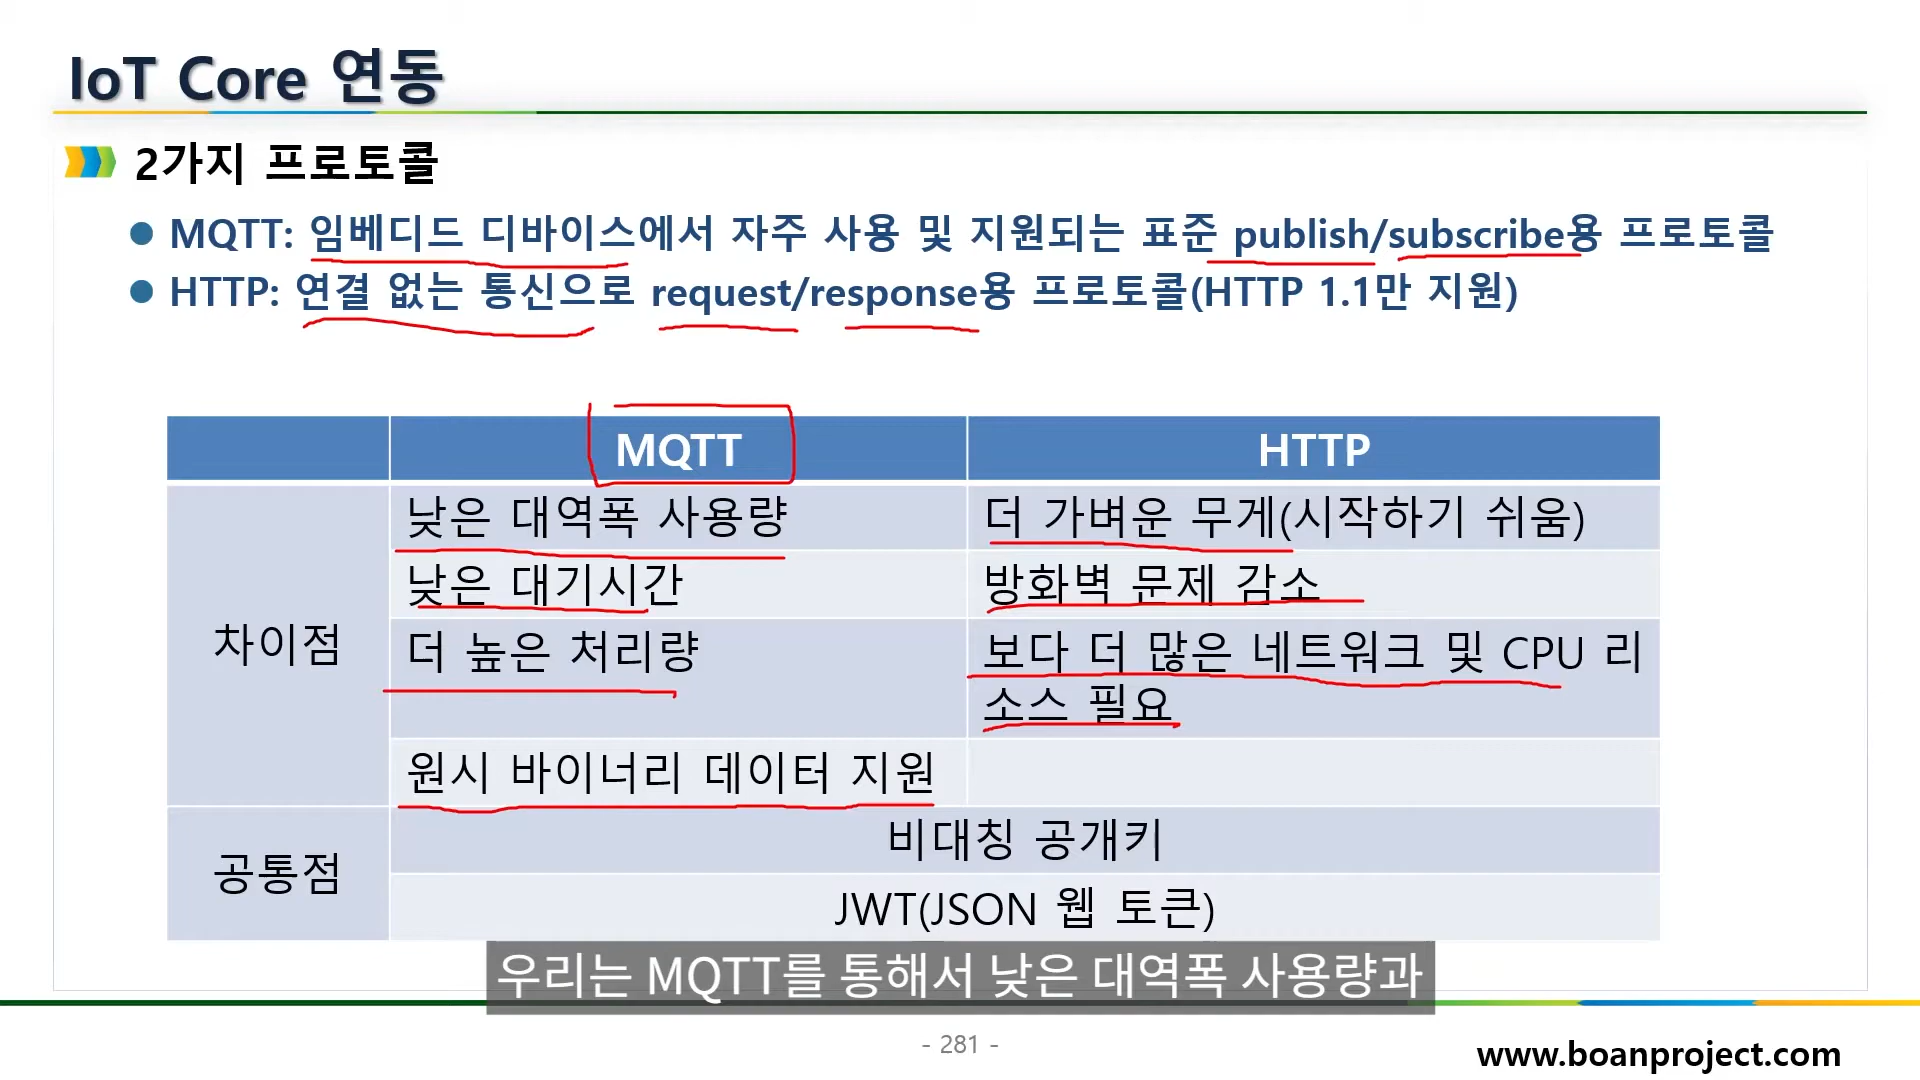 IoT Core 연동
2가지 프로토콜
MQTT: 임베디드 디바이스에서 자주 사용 및 지원되는 표준 publish/subscribe용 프로토콜
HTTP: 연결 없는 통신으로 request/response용 프로토콜(HTTP 1.1만 지원)
MQTT HTTP
차이점
낮은 대역폭 사용량 더 가벼운 무게(시작하기 쉬움)
낮은 대기시간 방화벽 문제 감소
더 높은 처리량 보다 더 많은 네트워크 및 CPU 리
소스 필요
원시 바이너리 데이터 지원
공통점
비대칭 공개키
JWT(JSON 웹 토큰)
우리는 MQTT를 통해서 낮은 대역폭 사용량과
- 281 -
www.boanproject.com